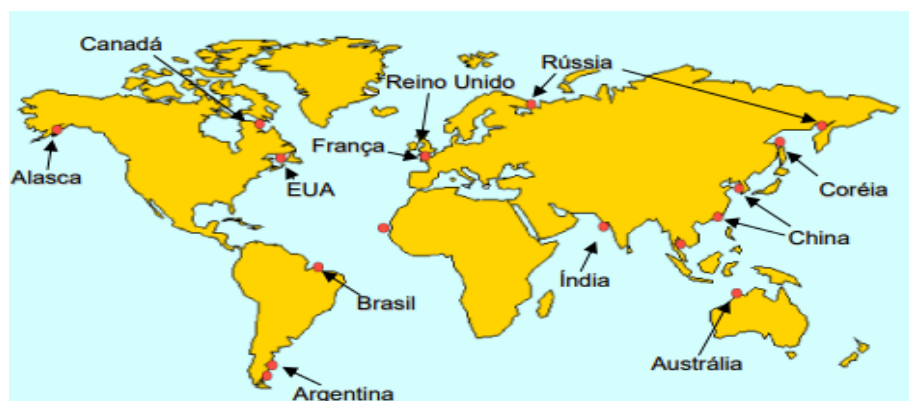 Canadá
Rússia
Reino Unido
França
Alasca
EUA
Coréia
China
Índia
Brasil
Austrália
Argentina